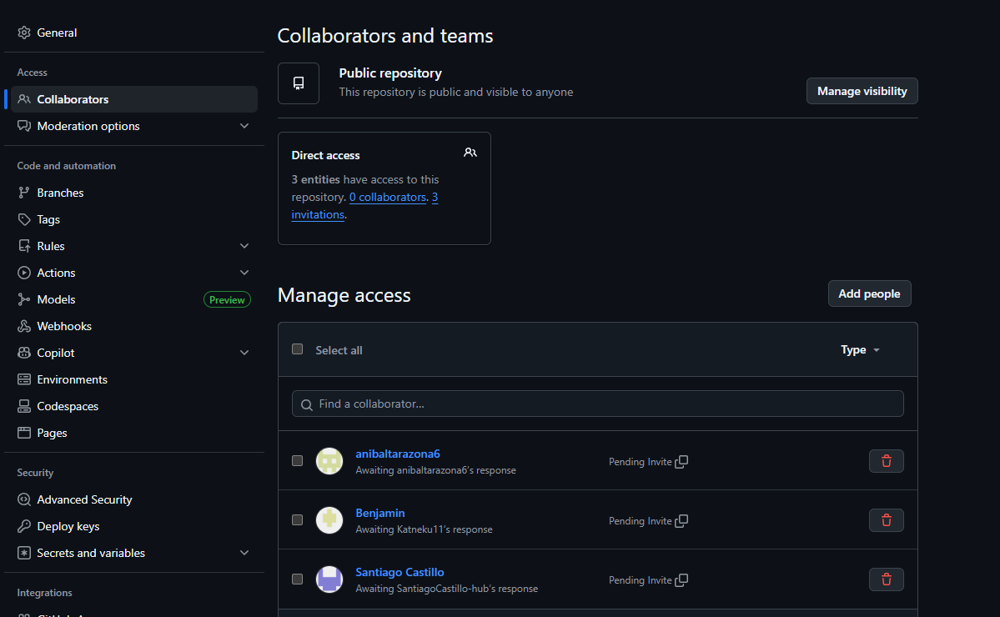 General
Access
Collaborators
Moderation options
Code and automation
Branches
Tags
Rules
Actions
Models Preview
Webhooks
Copilot
Environments
Codespaces
Pages
Security
Advanced Security
Deploy keys
Secrets and variables
Integrations
Collaborators and teams
Public repository
This repository is public and visible to anyone
Manage visibility
Direct access
3 entities have access to this
repository. 0 collaborators. 3
invitations.
Manage access
Add people
Select all
Type
Find a collaborator...
anibaltarazona6
Awaiting anibaltarazona6's response
Pending Invite
Benjamin
Awaiting Katneku11's response
Pending Invite
Santiago Castillo
Awaiting SantiagoCastillo-hub's response
Pending Invite